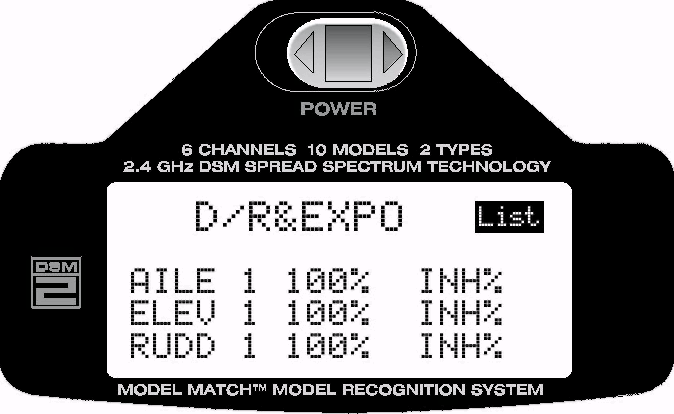 POWER
6 CHANNELS 10 MODELS 2 TYPES
2.4 GHz DSM SPREAD SPECTRUM TECHNOLOGY
D/R&EXPO List
AILE 1 100% INH%
ELEV 1 100% INH%
RUDD 1 100% INH%
DSM
2
MODEL MATCH™ MODEL RECOGNITION SYSTEM